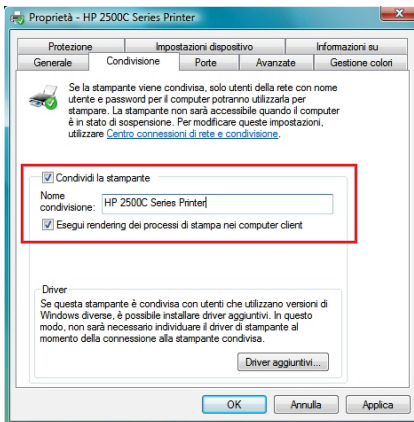 Proprietà - HP 2500C Series Printer
Protezione Impostazioni dispositivo Informazioni su
Generale Condivisione Porte Avanzate Gestione colori
Se la stampante viene condivisa, solo utenti della rete con nome
utente e password per il computer potranno utilizzarla per
stampare. La stampante non sarà accessibile quando il computer
è in stato di sospensione. Per modificare queste impostazioni,
utilizzare Centro connessioni di rete e condivisione.
Condividi la stampante
Nome
condivisione: HP 2500C Series Printer
Esegui rendering dei processi di stampa nei computer client
Driver
Se questa stampante è condivisa con utenti che utilizzano versioni di
Windows diverse, è possibile installare driver aggiuntivi. In questo
modo, non sarà necessario individuare il driver di stampante al
momento della connessione alla stampante condivisa.
Driver aggiuntivi...
OK Annulla Applica